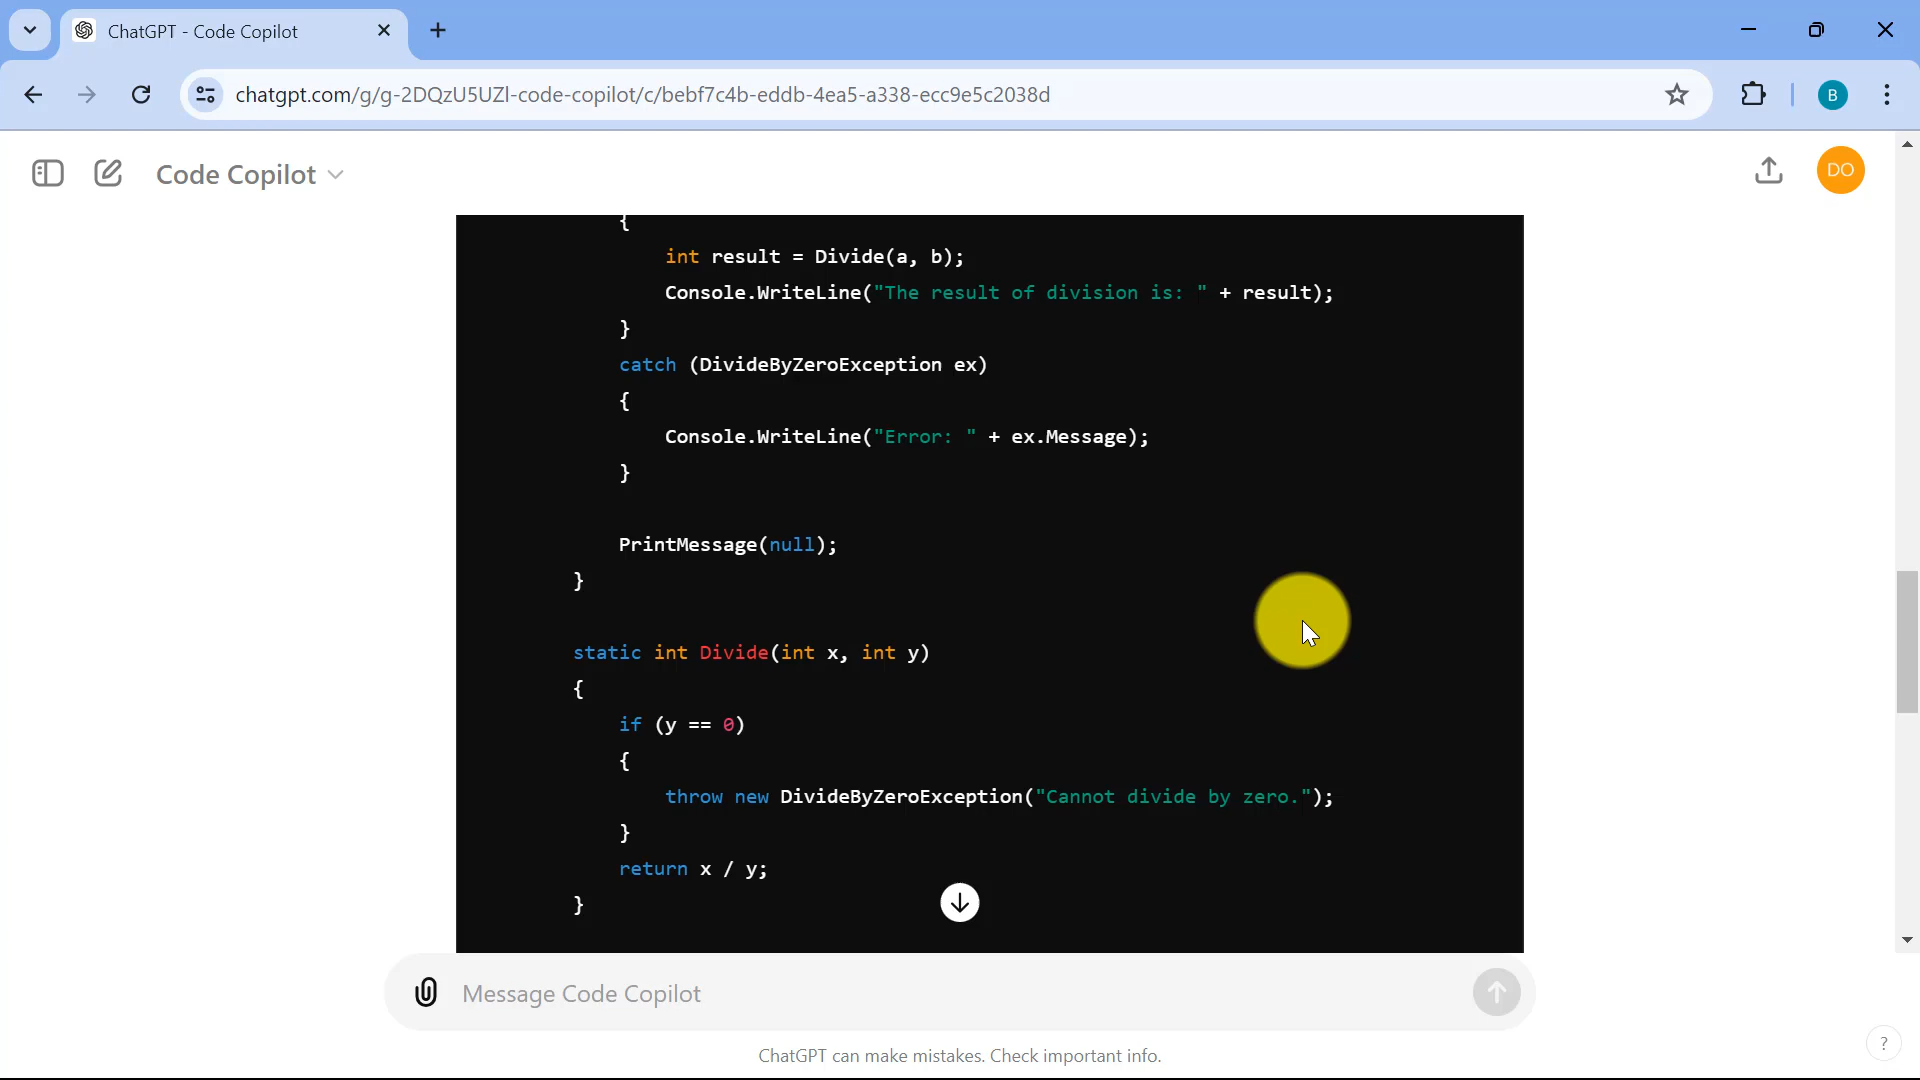 ChatGPT - Code Copilot
chatgpt.com/g/g-2DQzU5UZl-code-copilot/c/bebf7c4b-eddb-4ea5-a338-ecc9e5c2038d
B
Code Copilot
DO
{
int result = Divide(a, b);
Console.WriteLine("The result of division is: " + result);
}
catch (DivideByZeroException ex)
{
Console.WriteLine("Error: " + ex.Message);
}
PrintMessage(null);
}
static int Divide(int x, int y)
{
if (y == 0)
{
throw new DivideByZeroException("Cannot divide by zero.");
}
return x / y;
}
Message Code Copilot
ChatGPT can make mistakes. Check important info.
?